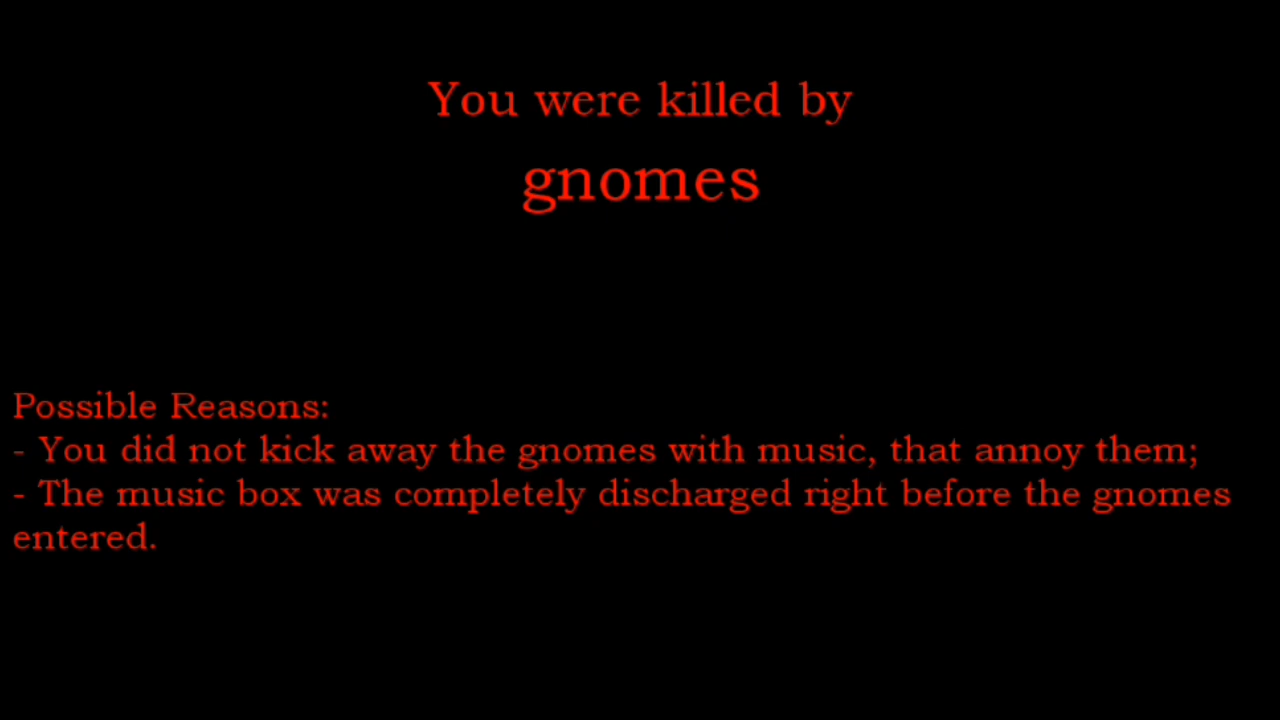 You were killed by
gnomes
Possible Reasons:
- You did not kick away the gnomes with music, that annoy them;
- The music box was completely discharged right before the gnomes
entered.